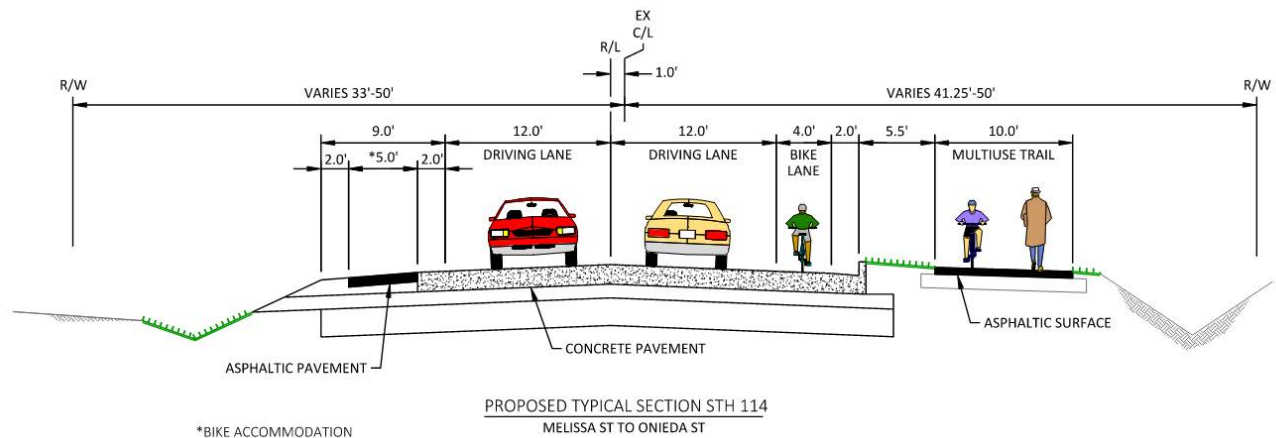 EX
C/L
R/L
1.0'
R/W
R/W
VARIES 33'-50'
VARIES 41.25'-50'
9.0'
12.0'
12.0'
4.0'
2.0'
5.5'
10.0'
DRIVING LANE
DRIVING LANE
BIKE
LANE
MULTIUSE TRAIL
2.0'
*5.0'
2.0'
ASPHALTIC SURFACE
CONCRETE PAVEMENT
ASPHALTIC PAVEMENT
PROPOSED TYPICAL SECTION STH 114
MELISSA ST TO ONIEDA ST
*BIKE ACCOMMODATION